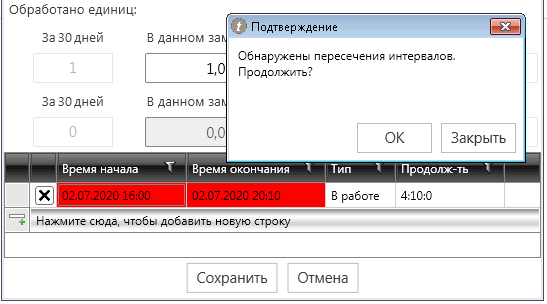 Обработано единиц:
За 30 дней
В данном зам
1
1,0
За 30 дней
В данном зам
0
0,0
Подтверждение
Обнаружены пересечения интервалов.
Продолжить?
ОК
Закрыть
Время начала
Время окончания
Тип
Продолж-ть
02.07.2020 16:00
02.07.2020 20:10
В работе
4:10:0
Нажмите сюда, чтобы добавить новую строку
Сохранить
Отмена